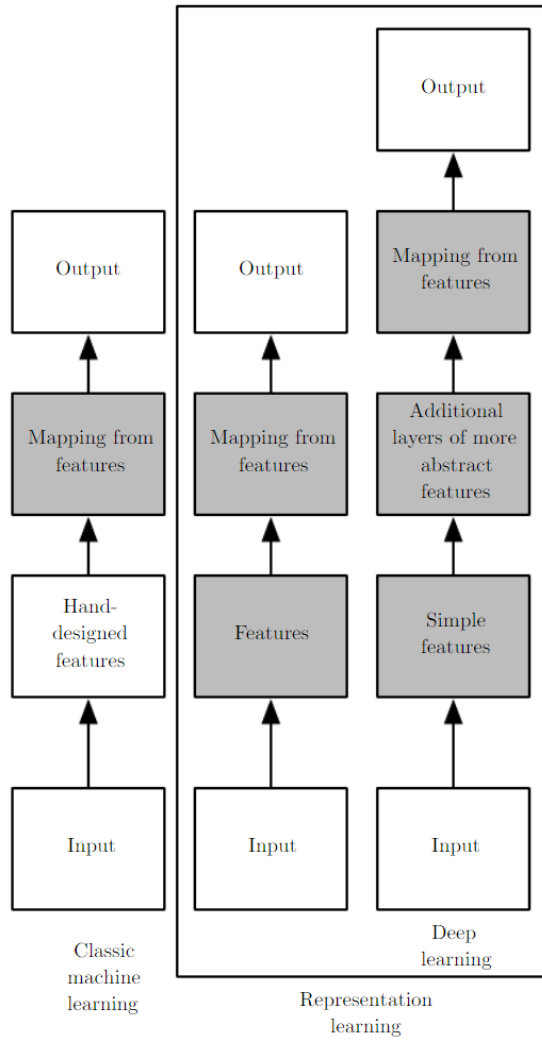 Output
Output
Output
Mapping from
features
Mapping from
features
Mapping from
features
Additional
layers of more
abstract
features
Hand-
designed
features
Features
Simple
features
Input
Input
Input
Classic
machine
learning
Deep
learning
Representation
learning